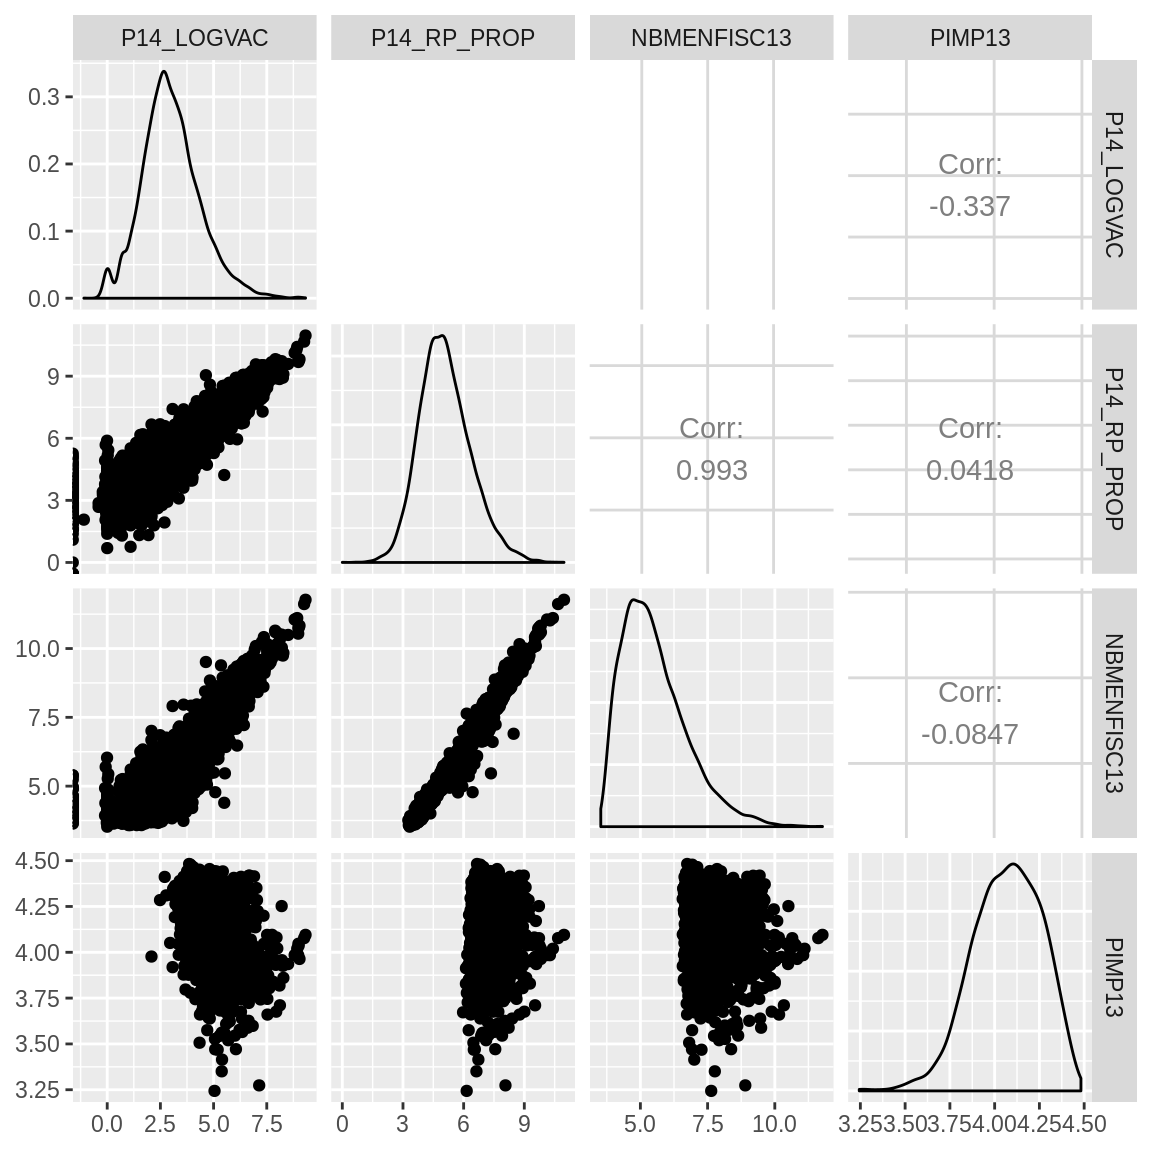 P14_LOGVAC P14_RP_PROP NBMENFISC13 PIMP13
0.3
0.2
0.1
0.0
Corr:
-0.337
P14_LOGVAC
9
6
3
0
Corr:
0.993
Corr:
0.0418
P14_RP_PROP
10.0
7.5
5.0
Corr:
-0.0847
NBMENFISC13
4.50
4.25
4.00
3.75
3.50
3.25
PIMP13
0.0 2.5 5.0 7.5 0 3 6 9 5.0 7.5 10.0 3.25 3.50 3.75 4.00 4.25 4.50